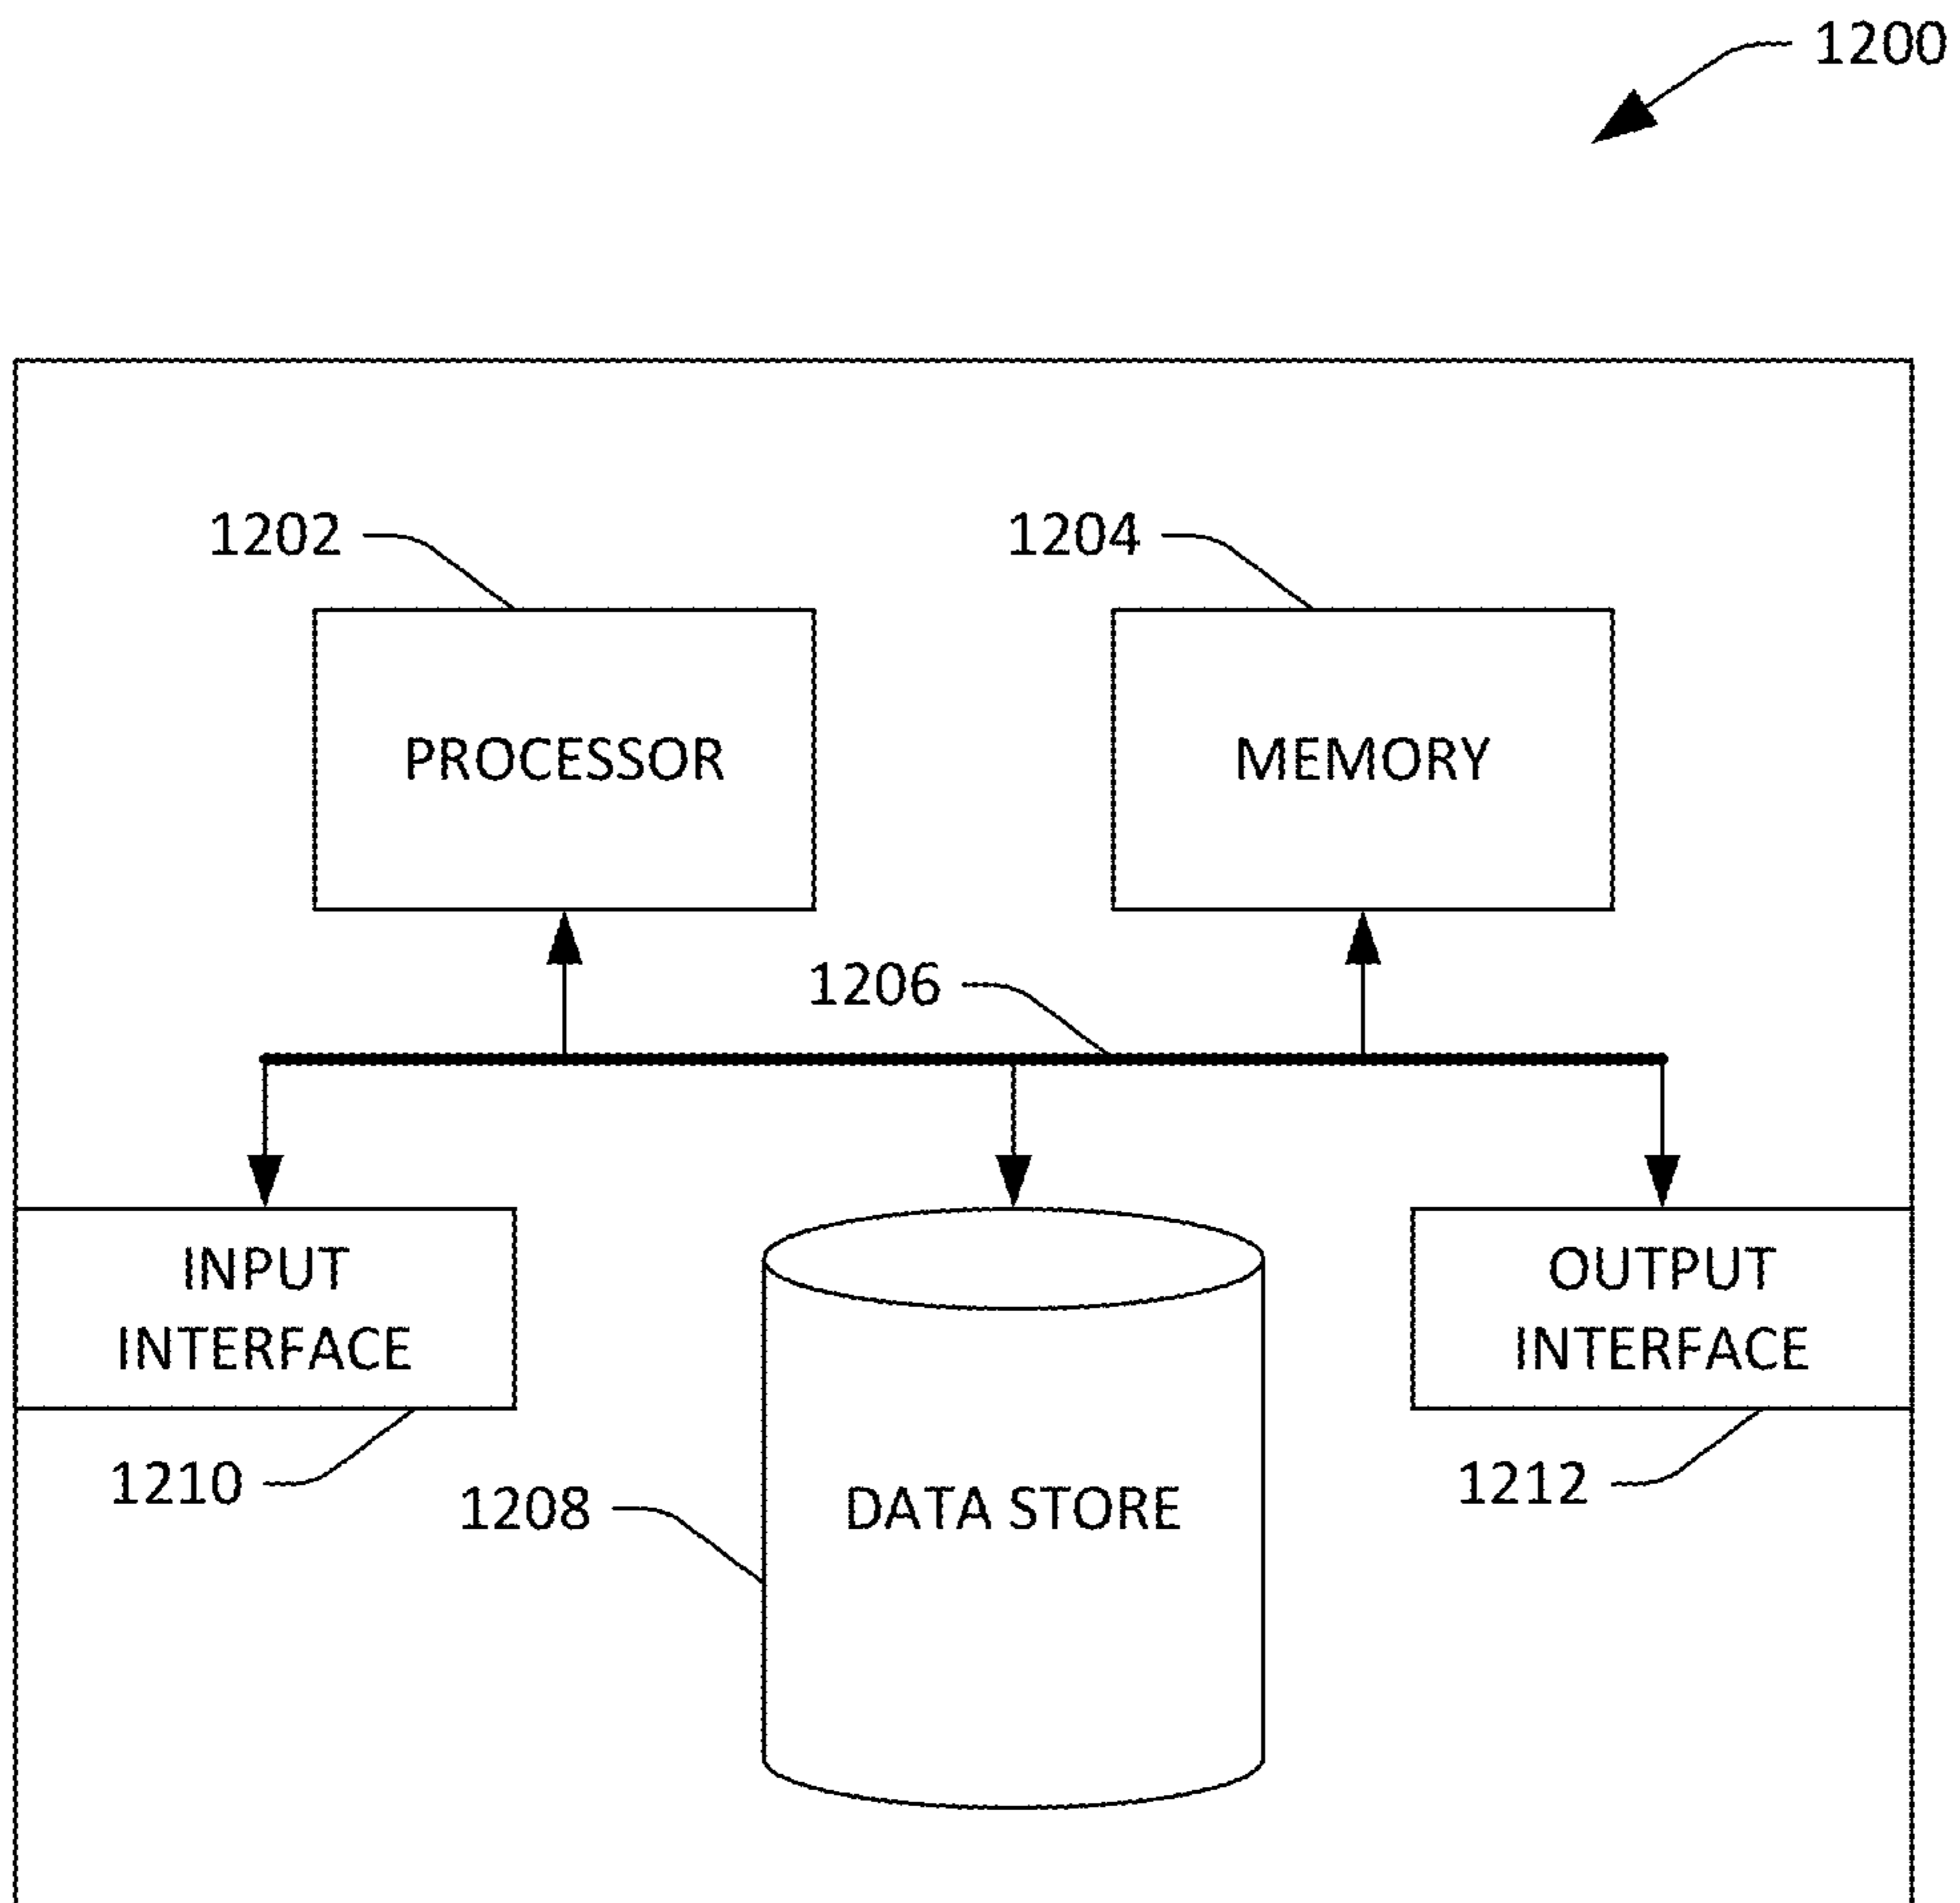 1200
1202
1204
PROCESSOR
MEMORY
1206
INPUT
INTERFACE
OUTPUT
INTERFACE
1210
1208
DATA STORE
1212